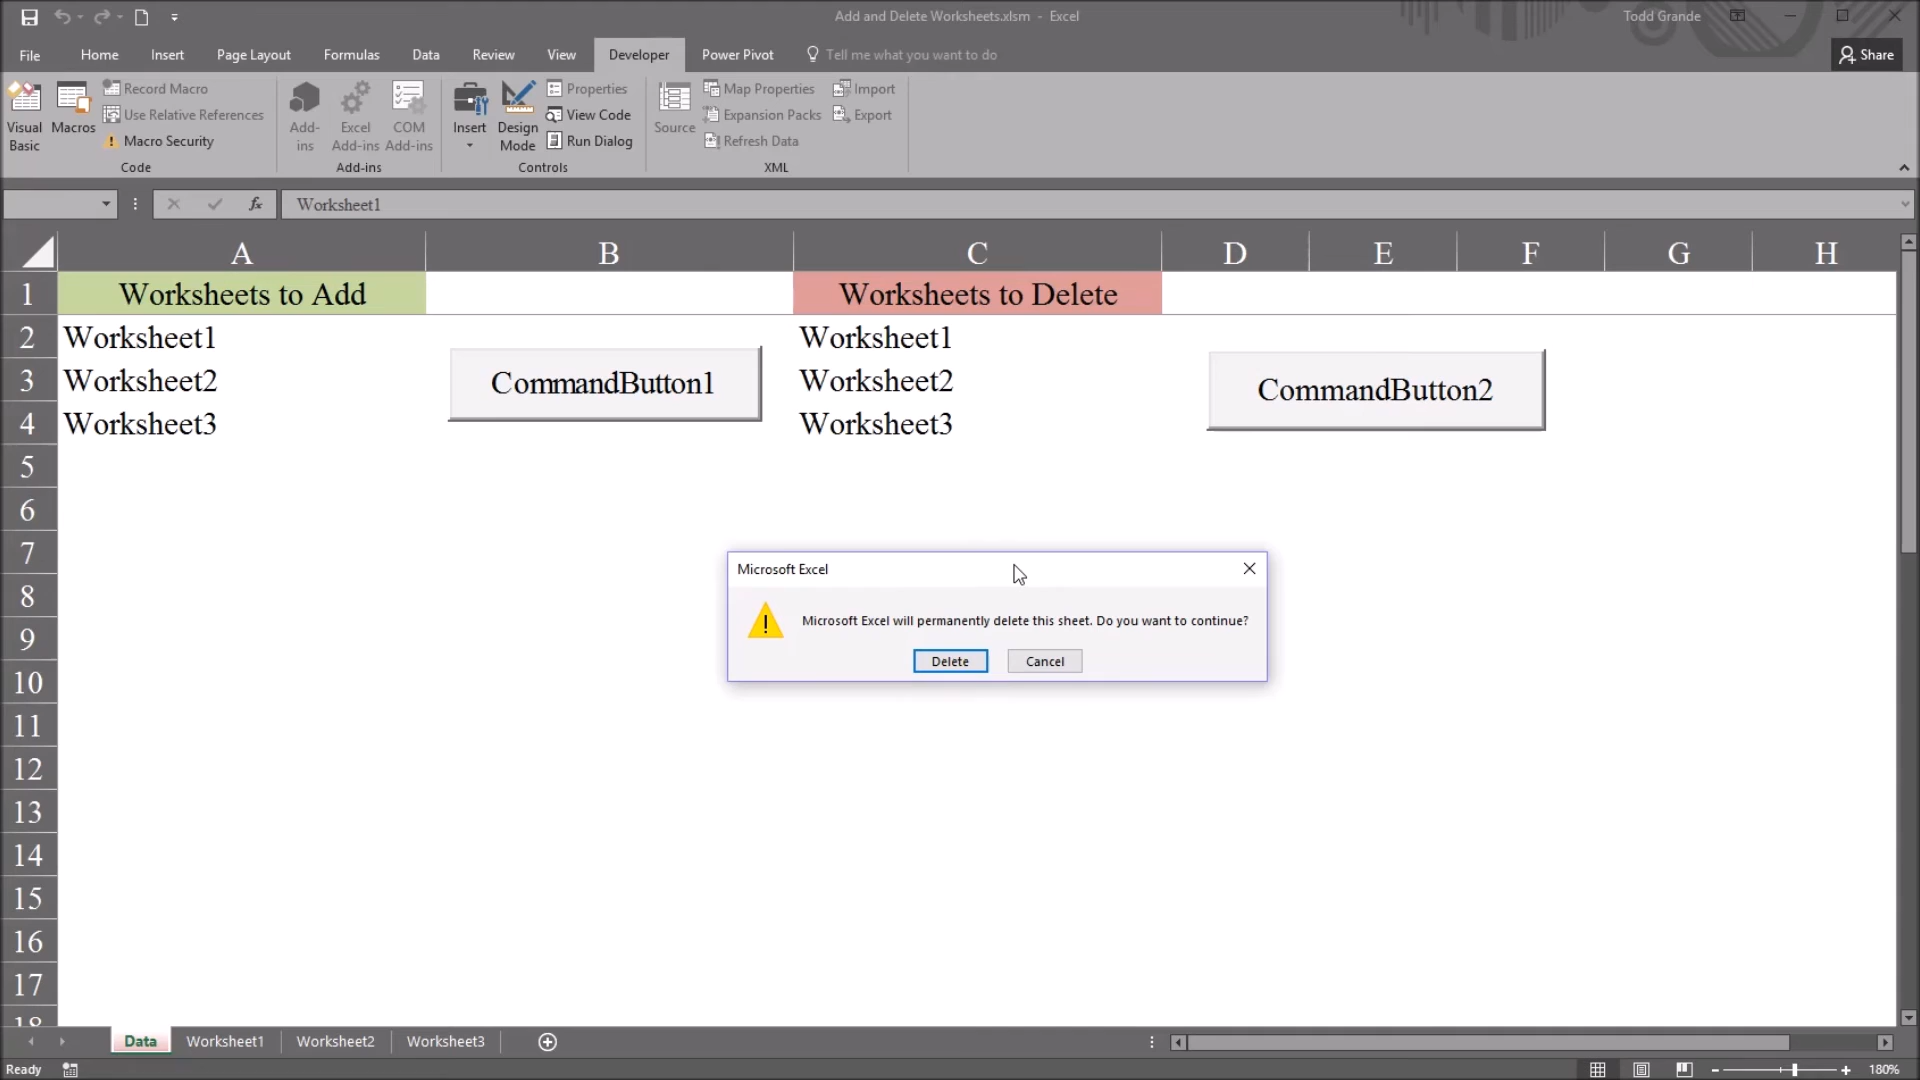 Add and Delete Worksheets.xlsm - Excel
Todd Grande
File Home Insert Page Layout Formulas Data Review View Developer Power Pivot Tell me what you want to do
Share
Visual Basic
Macros
Record Macro
Use Relative References
Macro Security
Code
Add-ins
Excel Add-ins
COM Add-ins
Add-ins
Insert
Design Mode
Properties
View Code
Run Dialog
Controls
Source
Map Properties
Expansion Packs
Refresh Data
Import
Export
XML
fx Worksheet1
A B C D E F G H
1 Worksheets to Add Worksheets to Delete
2 Worksheet1 Worksheet1
3 Worksheet2 CommandButton1 Worksheet2 CommandButton2
4 Worksheet3 Worksheet3
5
6
7
Microsoft Excel
8
Microsoft Excel will permanently delete this sheet. Do you want to continue?
9
Delete Cancel
10
11
12
13
14
15
16
17
18
Data Worksheet1 Worksheet2 Worksheet3
Ready
180%